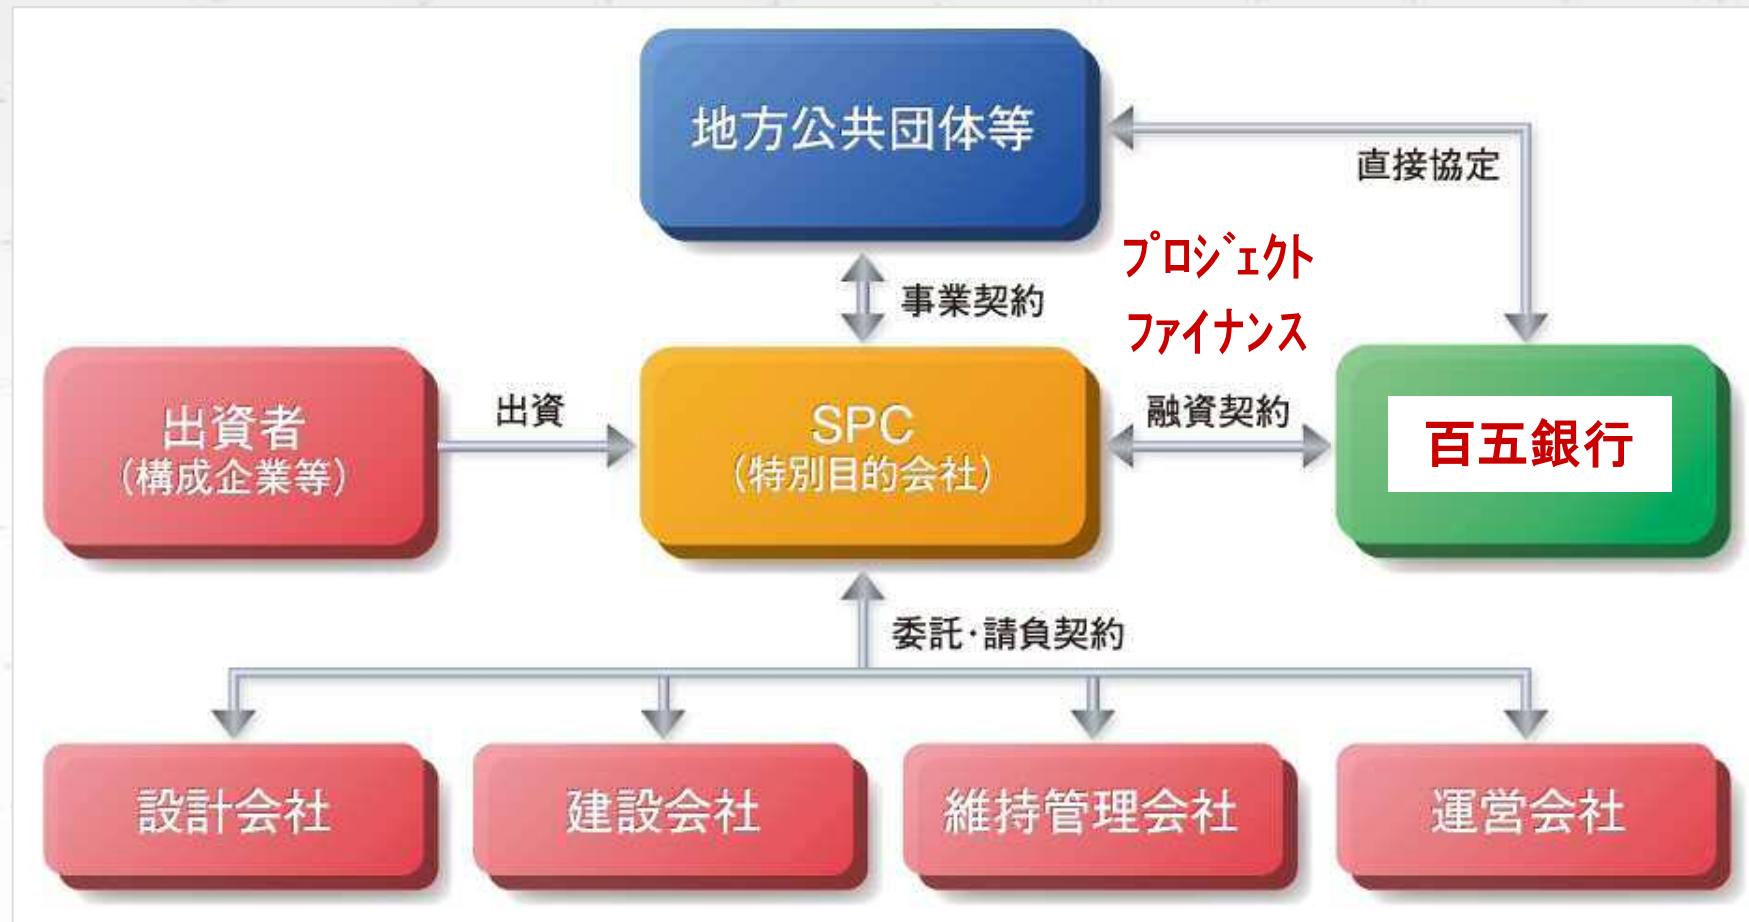 地方公共団体等
直接協定
プロジェクト
ファイナンス
事業契約
出資者
（構成企業等）
出資
SPC
（特別目的会社）
融資契約
百五銀行
委託・請負契約
設計会社
建設会社
維持管理会社
運営会社